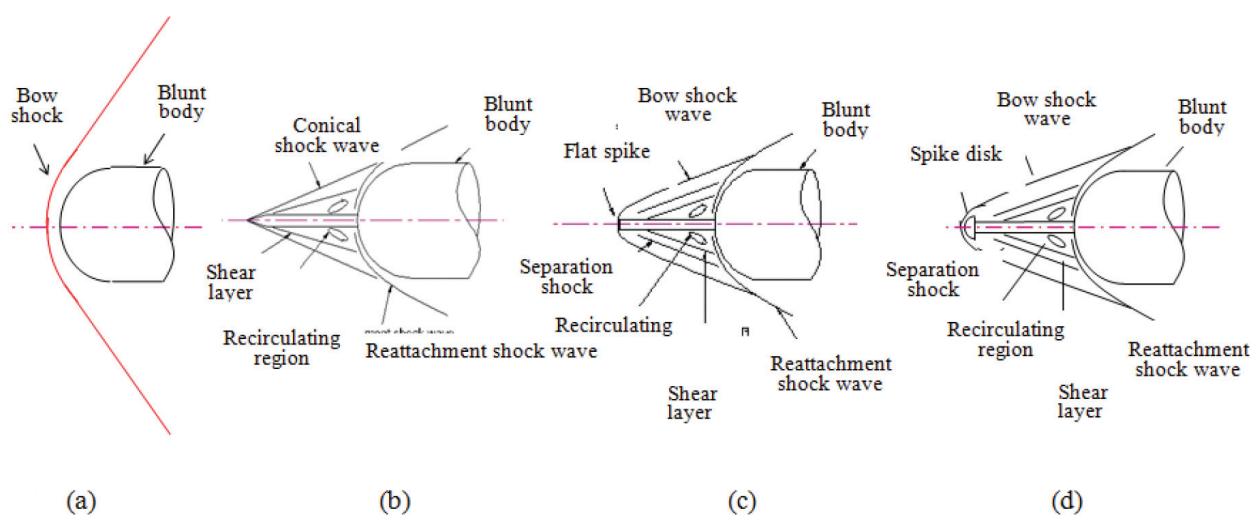 Bow
shock
Blunt
body
(a)
Conical
shock wave
Blunt
body
Shear
layer
Recirculating
region
Reattachment shock wave
(b)
Bow shock
wave
Blunt
body
Flat spike
Separation
shock
Recirculating
Reattachment
shock wave
Shear
layer
(c)
Bow shock
wave
Blunt
body
Spike disk
Separation
shock
Recirculating
region
Reattachment
shock wave
Shear
layer
(d)